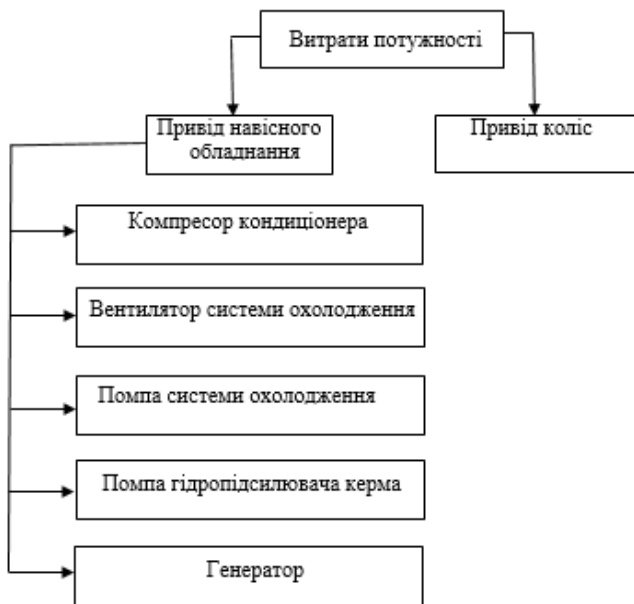 Витрати потужності
Привід навісного
обладнання
Привід коліс
Компресор кондиціонера
Вентилятор системи охолодження
Помпа системи охолодження
Помпа гідропідсилювача керма
Генератор